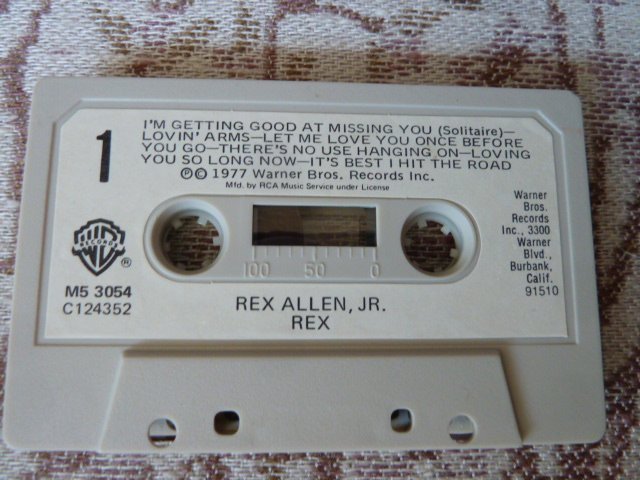 1
I'M GETTING GOOD AT MISSING YOU (Solitaire)—
LOVIN' ARMS—LET ME LOVE YOU ONCE BEFORE
YOU GO—THERE'S NO USE HANGING ON—LOVING
YOU SO LONG NOW—IT'S BEST I HIT THE ROAD
℗© 1977 Warner Bros. Records Inc.
Mfd. by RCA Music Service under License
Warner
Bros.
Records
Inc., 3300
Warner
Blvd.,
Burbank,
Calif.
91510
WB
RECORDS
®
100 50 0
M5 3054
C124352
REX ALLEN, JR.
REX